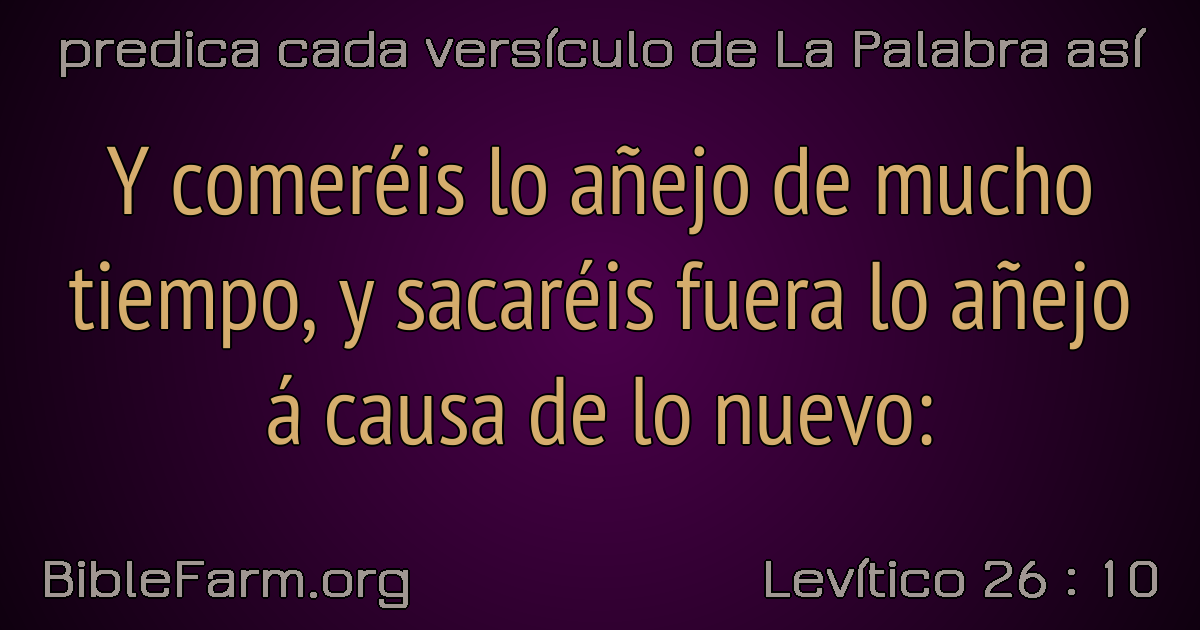 predica cada versículo de La Palabra así
Y comeréis lo añejo de mucho
tiempo, y sacaréis fuera lo añejo
á causa de lo nuevo:
BibleFarm.org
Levítico 26 : 10